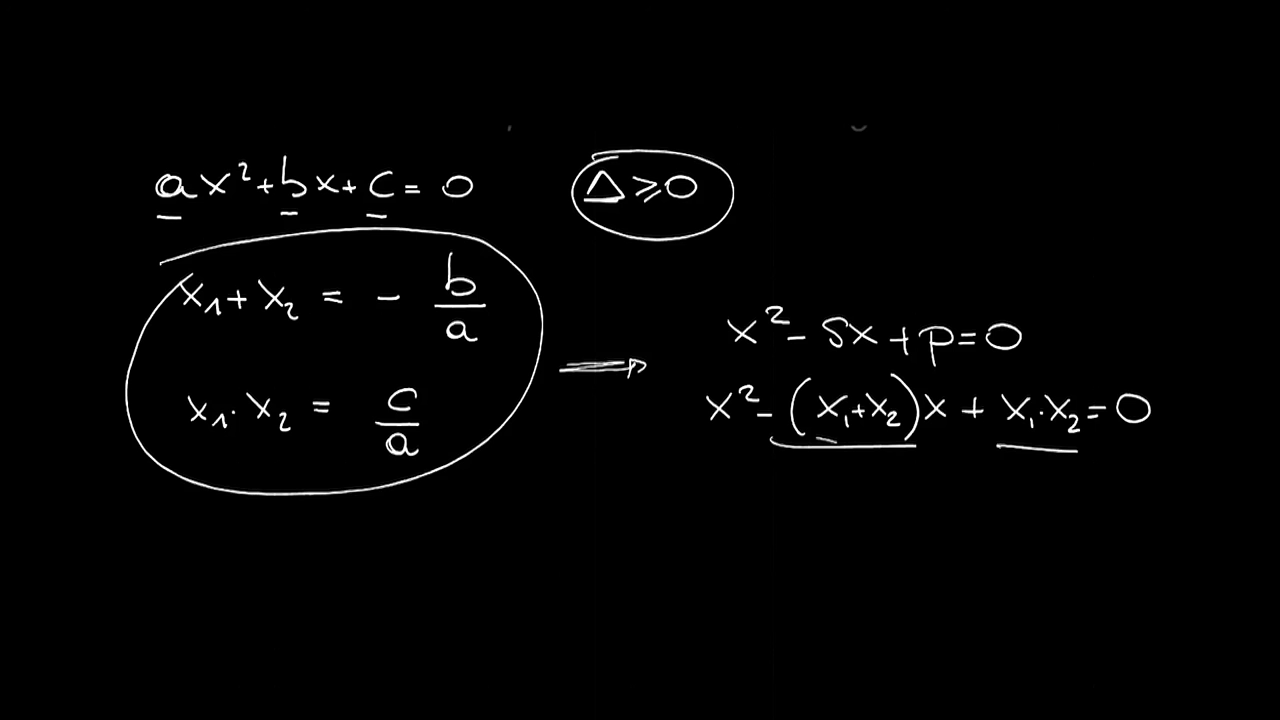 ax²+bx+c=0 Δ⩾0
x₁+x₂ = - b/a
x₁·x₂ = c/a
⟹
x²-Sx+p=0
x²-(x₁+x₂)x+x₁·x₂=0